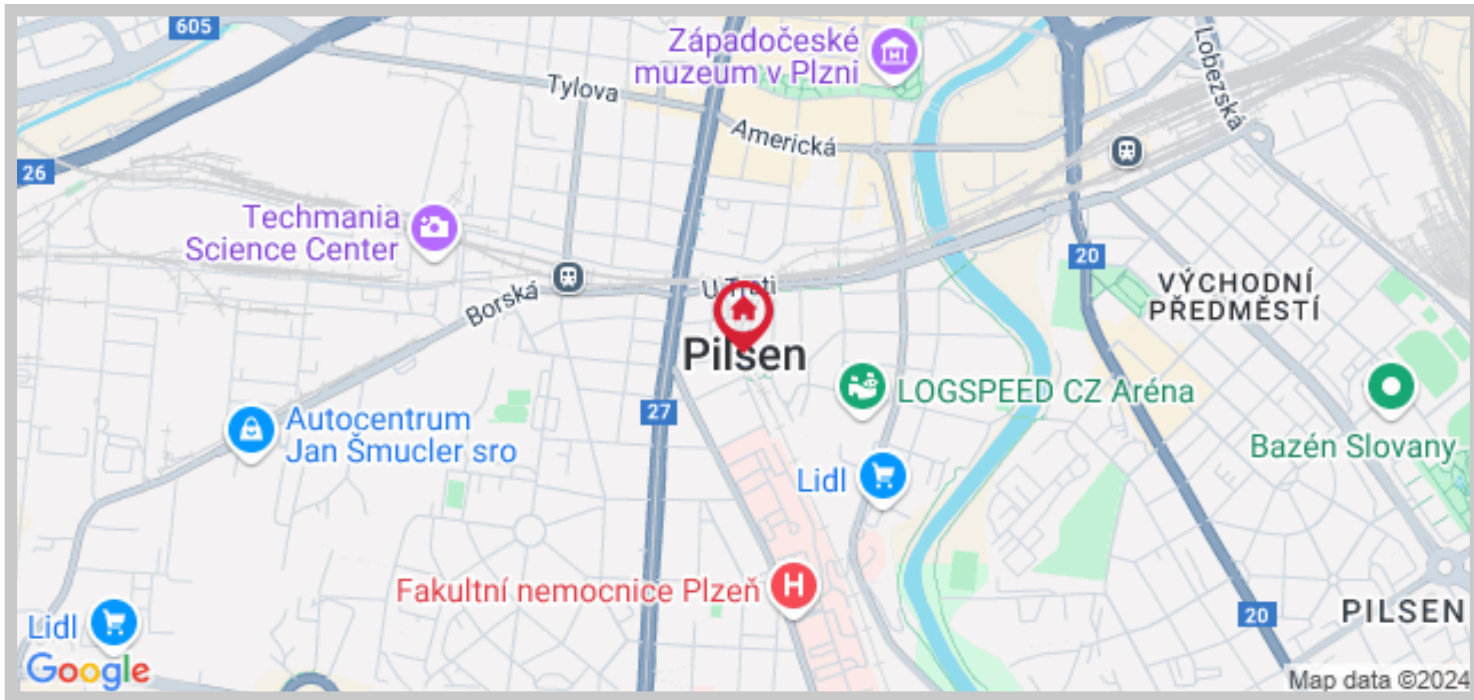 605
Západočeské
muzeum v Plzni
Lobezská
Tylova
Americká
26
Techmania
Science Center
20
VÝCHODNÍ
PŘEDMĚSTÍ
Borská
U Trati
Pilsen
LOGSPEED CZ Aréna
27
Autocentrum
Jan Šmucler sro
Bazén Slovany
Lidl
H
Fakultní nemocnice Plzeň
20
PILSEN
Lidl
Google
Map data ©2024